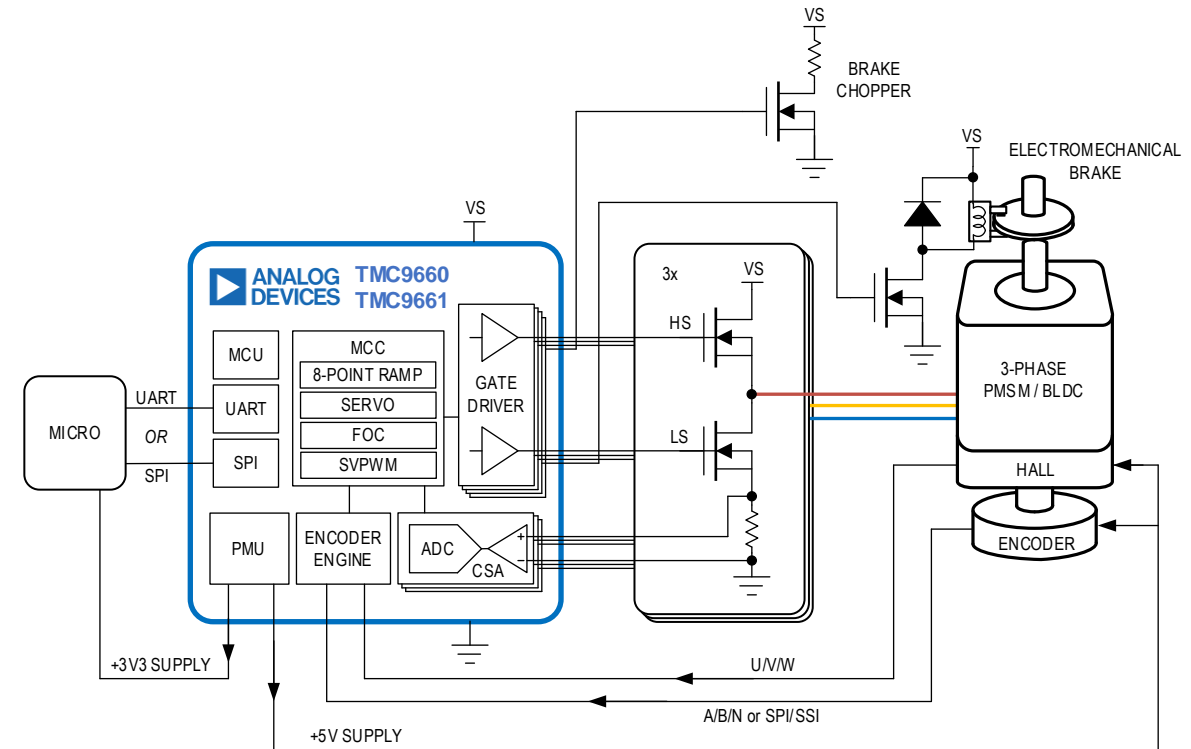 VS
BRAKE
CHOPPER
VS
ELECTROMECHANICAL
BRAKE
VS
ANALOG
DEVICES
TMC9660
TMC9661
3x
VS
HS
MCU
MCC
8-POINT RAMP
SERVO
FOC
SVPWM
GATE
DRIVER
3-PHASE
PMSM / BLDC
MICRO
UART
OR
SPI
UART
SPI
LS
HALL
PMU
ENCODER
ENGINE
ADC
+
−
CSA
ENCODER
+3V3 SUPPLY
U/V/W
A/B/N or SPI/SSI
+5V SUPPLY